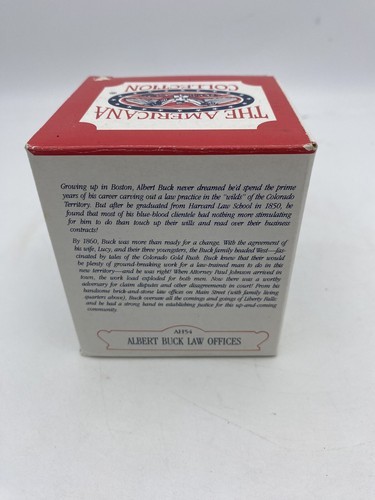 THE AMERICANA
COLLECTION
Growing up in Boston, Albert Buck never dreamed he'd spend the prime
years of his career carving out a law practice in the "wilds" of the Colorado
Territory. But after he graduated from Harvard Law School in 1850, he
found that most of his blue-blood clientele had nothing more stimulating
for him to do than touch up their wills and read over their business
contracts!
By 1860, Buck was more than ready for a change. With the agreement of
his wife, Lucy, and their three youngsters, the Buck family headed West—fas-
cinated by tales of the Colorado Gold Rush. Buck knew that there would
be plenty of ground-breaking work for a law-trained man to do in this
new territory—and he was right! When Attorney Paul Johnson arrived in
town, the work load exploded for both men. Now there was a worthy
adversary for claim disputes and other disagreements in court! From his
handsome brick-and-stone law offices on Main Street (with family living
quarters above), Buck oversaw all the comings and goings of Liberty Falls
and he had a strong hand in establishing justice for this up-and-coming
community.
AH54
ALBERT BUCK LAW OFFICES